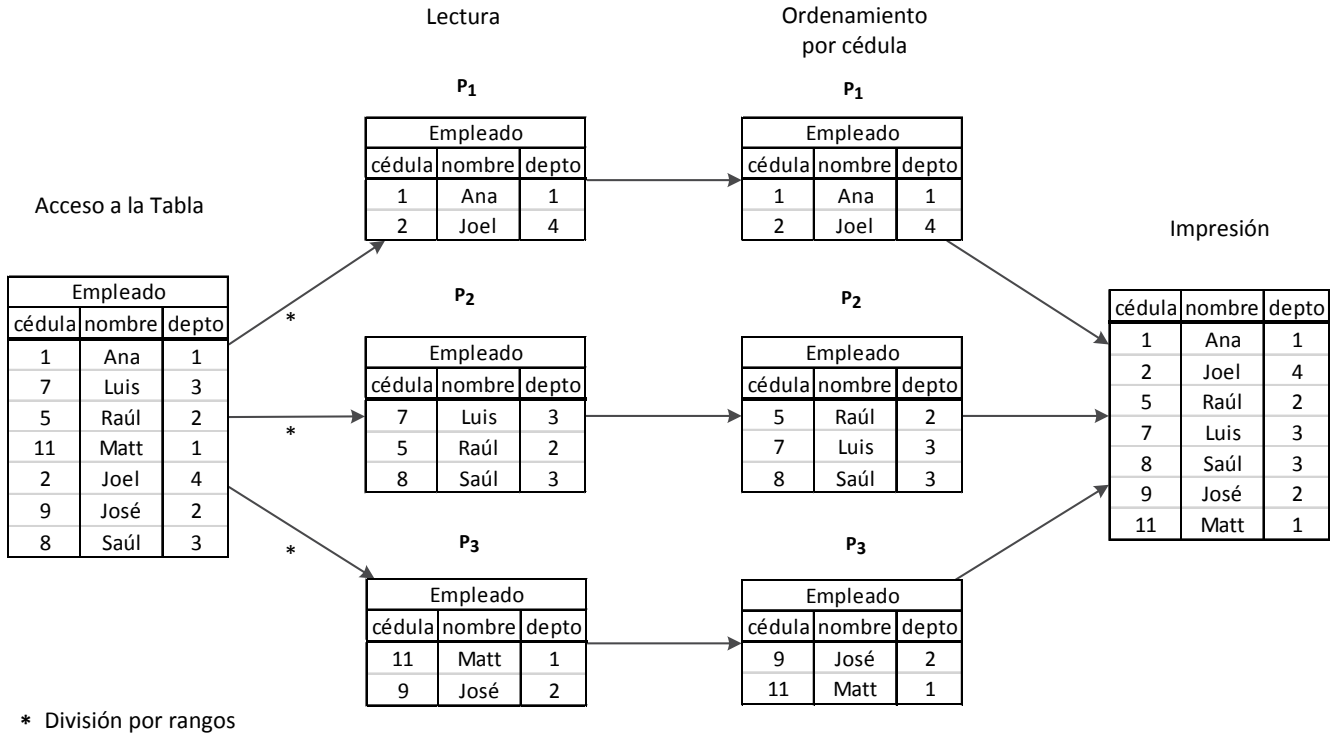 Lectura
Ordenamiento
por cédula
P1
P1
Empleado
cédula nombre depto
1 Ana 1
2 Joel 4
Empleado
cédula nombre depto
1 Ana 1
2 Joel 4
Acceso a la Tabla
Impresión
Empleado
cédula nombre depto
1 Ana 1
7 Luis 3
5 Raúl 2
11 Matt 1
2 Joel 4
9 José 2
8 Saúl 3
*
*
*
P2
P2
Empleado
cédula nombre depto
7 Luis 3
5 Raúl 2
8 Saúl 3
Empleado
cédula nombre depto
5 Raúl 2
7 Luis 3
8 Saúl 3
cédula nombre depto
1 Ana 1
2 Joel 4
5 Raúl 2
7 Luis 3
8 Saúl 3
9 José 2
11 Matt 1
P3
P3
Empleado
cédula nombre depto
11 Matt 1
9 José 2
Empleado
cédula nombre depto
9 José 2
11 Matt 1
* División por rangos